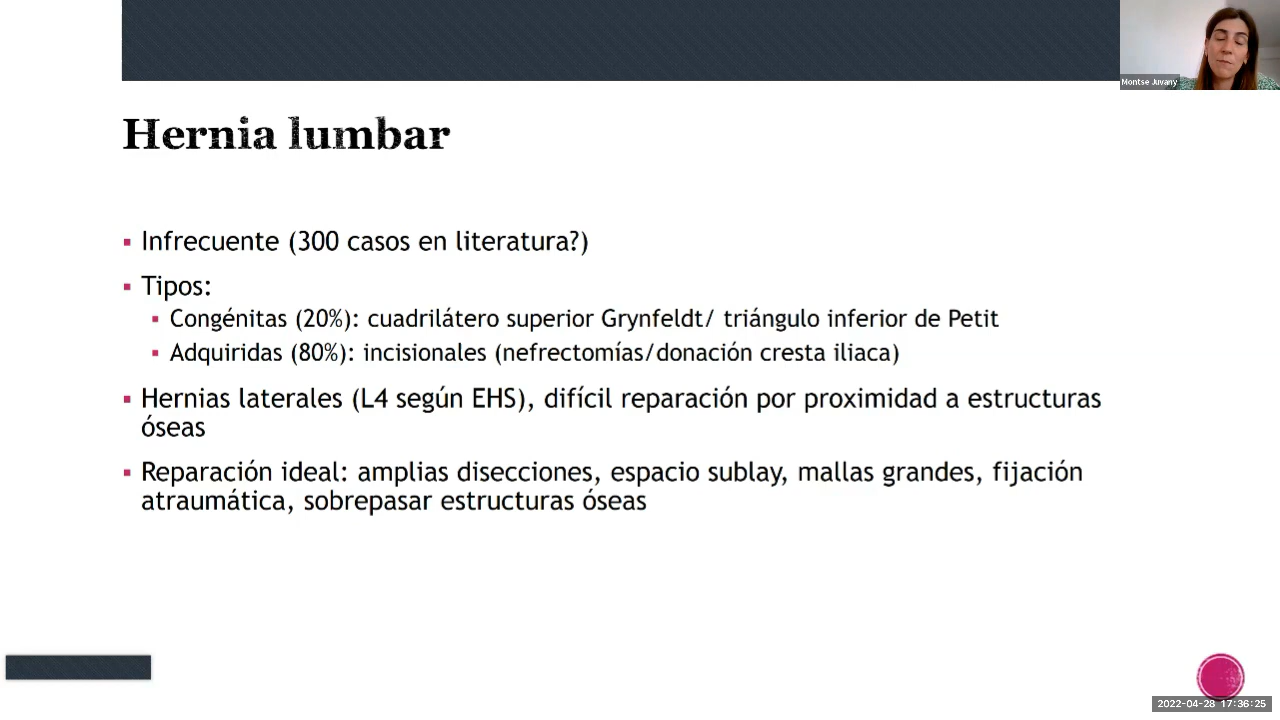 Montse Juvany
Hernia lumbar
Infrecuente (300 casos en literatura?)
Tipos:
Congénitas (20%): cuadrilátero superior Grynfeldt/ triángulo inferior de Petit
Adquiridas (80%): incisionales (nefrectomías/donación cresta iliaca)
Hernias laterales (L4 según EHS), difícil reparación por proximidad a estructuras
óseas
Reparación ideal: amplias disecciones, espacio sublay, mallas grandes, fijación
atraumática, sobrepasar estructuras óseas
2022-04-28 17:36:25